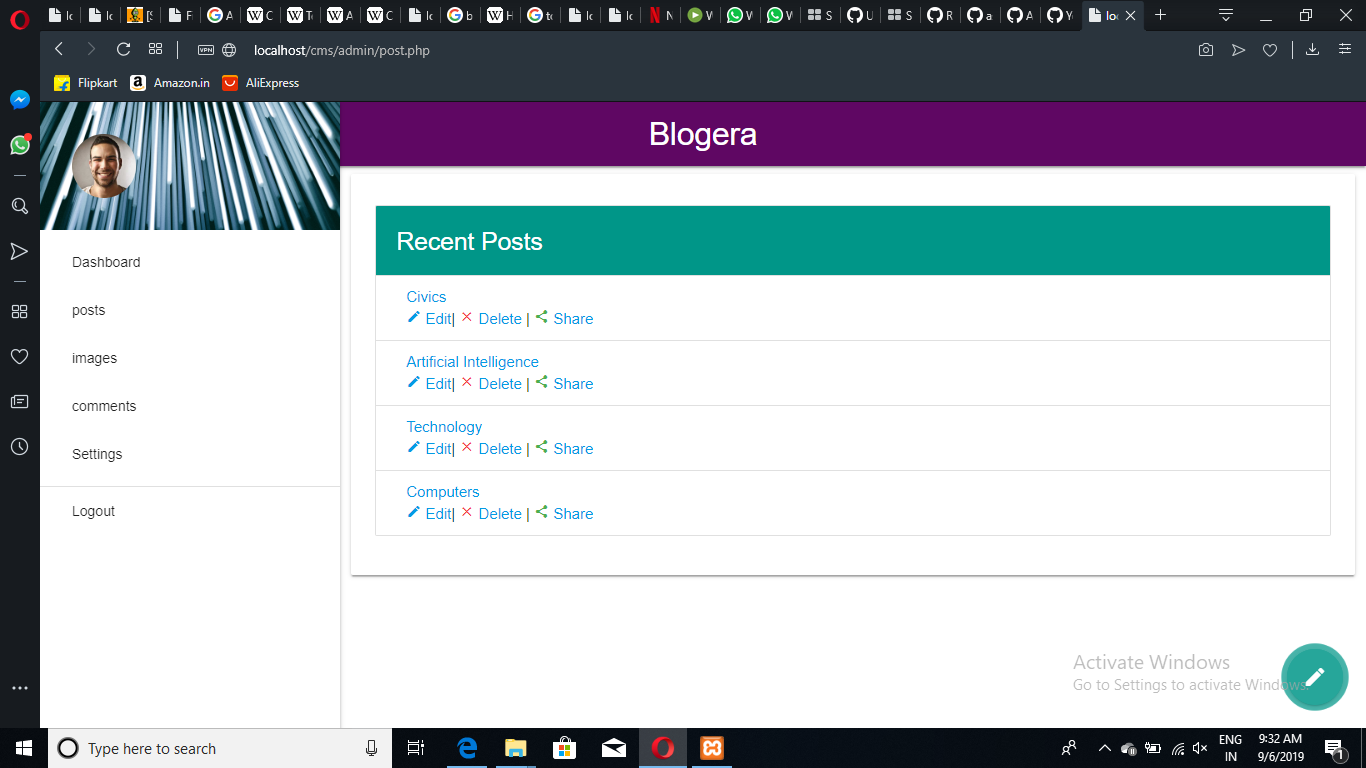 localhost/cms/admin/post.php
VPN
Flipkart
Amazon.in
AliExpress
Blogera
Dashboard
posts
images
comments
Settings
Logout
Recent Posts
Civics
Edit| Delete | Share
Artificial Intelligence
Edit| Delete | Share
Technology
Edit| Delete | Share
Computers
Edit| Delete | Share
Activate Windows
Go to Settings to activate Windows.
Type here to search
ENG
IN
9:32 AM
9/6/2019
1